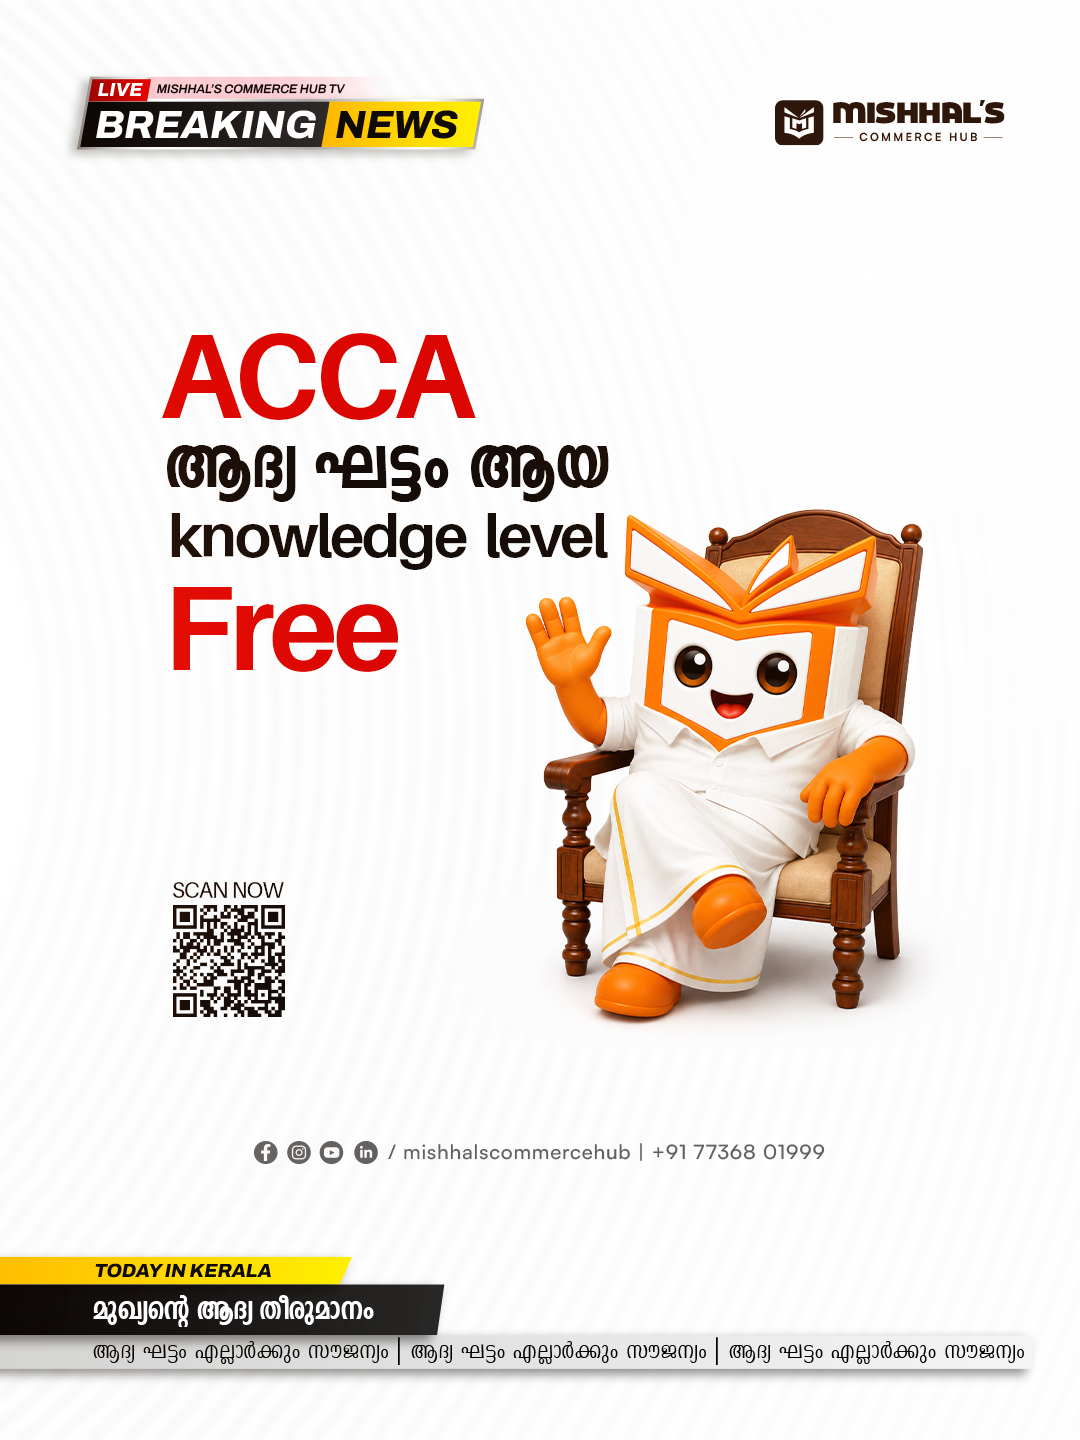 LIVE MISHHAL'S COMMERCE HUB TV
BREAKING NEWS
MISHHAL'S
COMMERCE HUB
ACCA
ആദ്യ ഘട്ടം ആയ
knowledge level
Free
SCAN NOW
/ mishhalscommercehub | +91 77368 01999
TODAY IN KERALA
മുഖ്യന്റെ ആദ്യ തീരുമാനം
ആദ്യ ഘട്ടം എല്ലാർക്കും സൗജന്യം | ആദ്യ ഘട്ടം എല്ലാർക്കും സൗജന്യം | ആദ്യ ഘട്ടം എല്ലാർക്കും സൗജന്യം